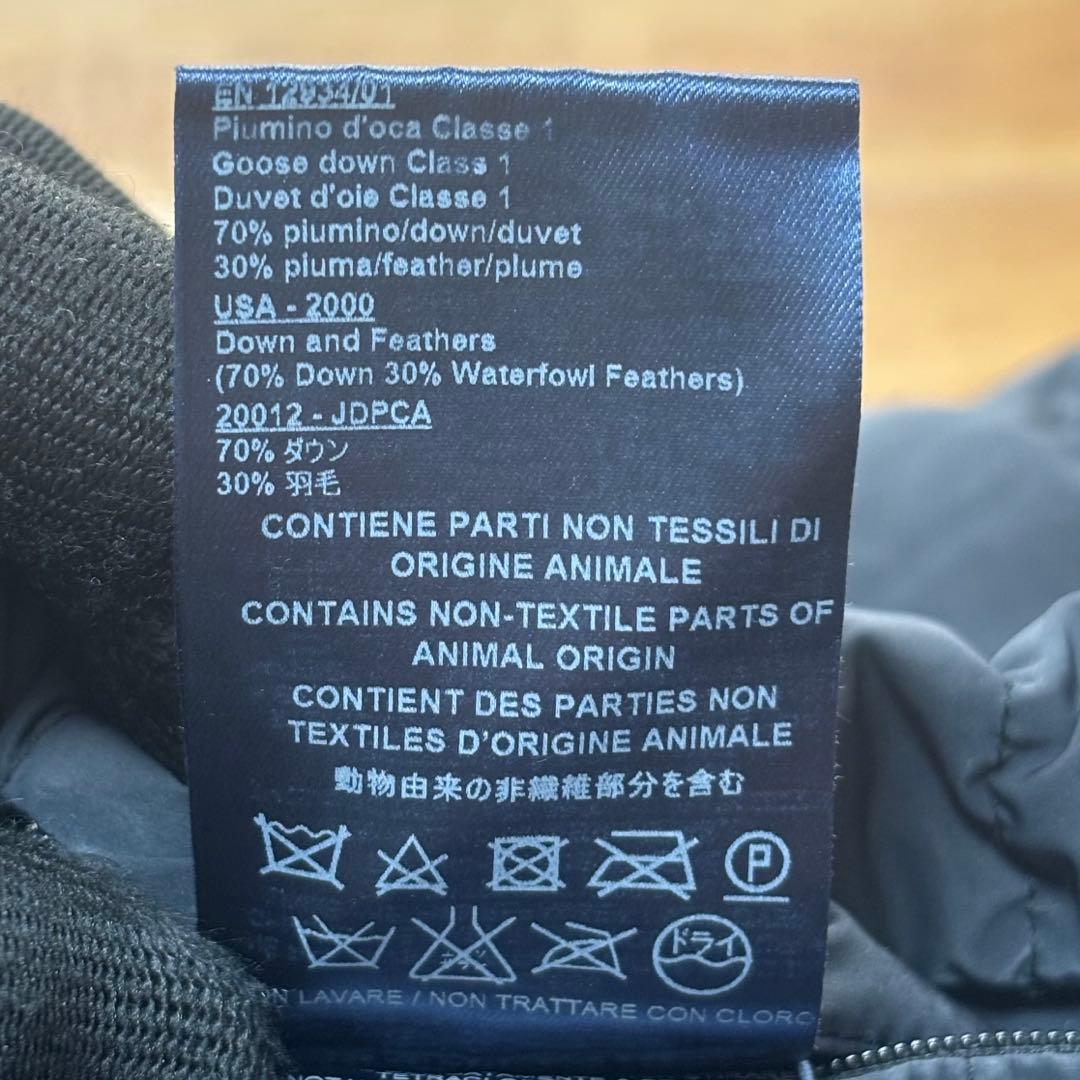 EN 12934/01
Piumino d'oca Classe 1
Goose down Class 1
Duvet d'oie Classe 1
70% piumino/down/duvet
30% piuma/feather/plume
USA - 2000
Down and Feathers
(70% Down 30% Waterfowl Feathers)
20012 - JDPCA
70% ダウン
30% 羽毛
CONTIENE PARTI NON TESSILI DI
ORIGINE ANIMALE
CONTAINS NON-TEXTILE PARTS OF
ANIMAL ORIGIN
CONTIENT DES PARTIES NON
TEXTILES D'ORIGINE ANIMALE
動物由来の非繊維部分を含む
P
ドライ
LAVARE / NON TRATTARE CON CLORO